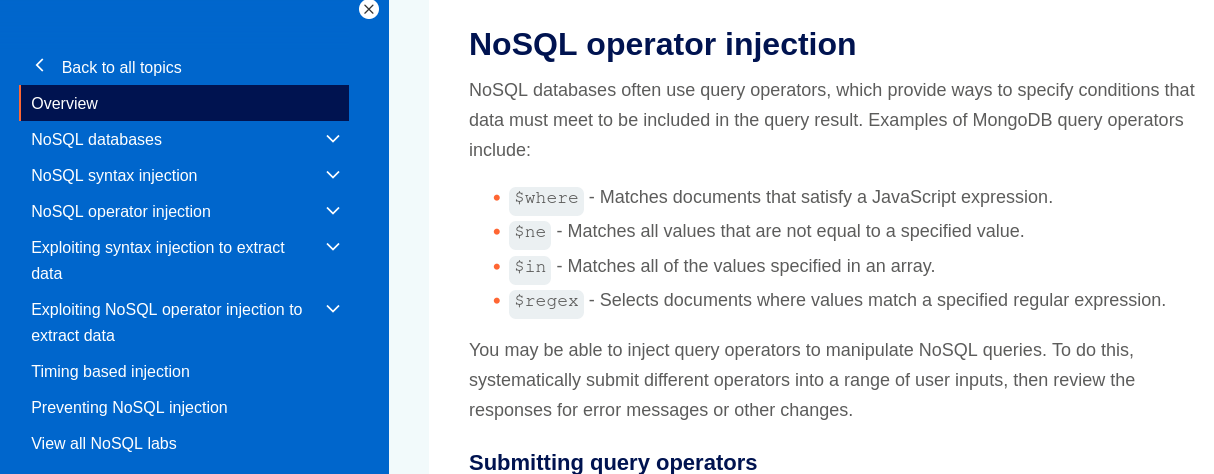 Back to all topics
Overview
NoSQL databases
NoSQL syntax injection
NoSQL operator injection
Exploiting syntax injection to extract
data
Exploiting NoSQL operator injection to
extract data
Timing based injection
Preventing NoSQL injection
View all NoSQL labs
NoSQL operator injection
NoSQL databases often use query operators, which provide ways to specify conditions that
data must meet to be included in the query result. Examples of MongoDB query operators
include:
$where - Matches documents that satisfy a JavaScript expression.
$ne - Matches all values that are not equal to a specified value.
$in - Matches all of the values specified in an array.
$regex - Selects documents where values match a specified regular expression.
You may be able to inject query operators to manipulate NoSQL queries. To do this,
systematically submit different operators into a range of user inputs, then review the
responses for error messages or other changes.
Submitting query operators